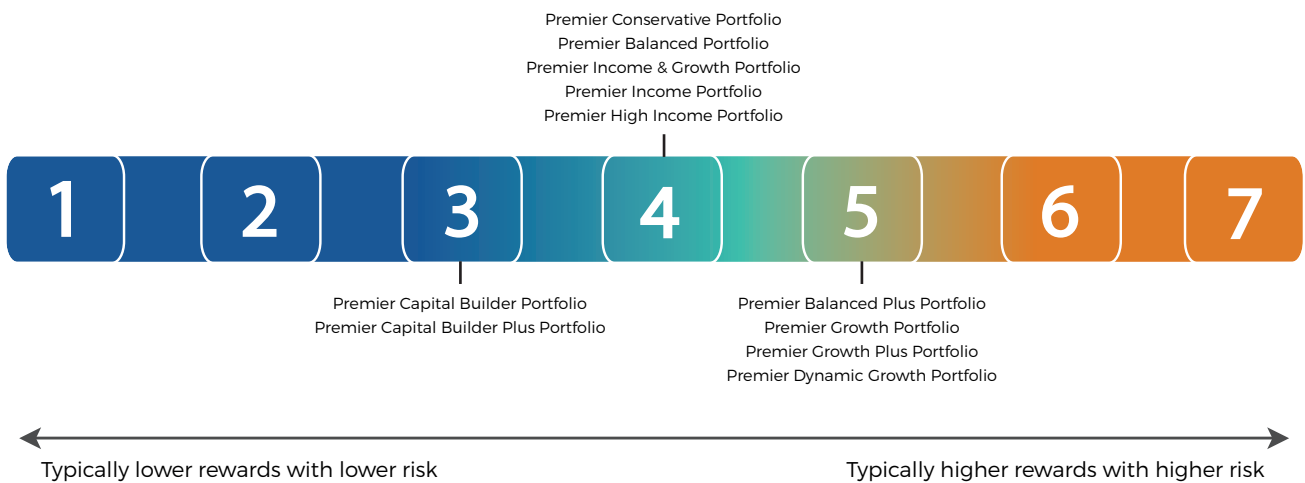 Premier Conservative Portfolio
Premier Balanced Portfolio
Premier Income & Growth Portfolio
Premier Income Portfolio
Premier High Income Portfolio
1
2
3
4
5
6
7
Premier Capital Builder Portfolio
Premier Capital Builder Plus Portfolio
Premier Balanced Plus Portfolio
Premier Growth Portfolio
Premier Growth Plus Portfolio
Premier Dynamic Growth Portfolio
Typically lower rewards with lower risk
Typically higher rewards with higher risk